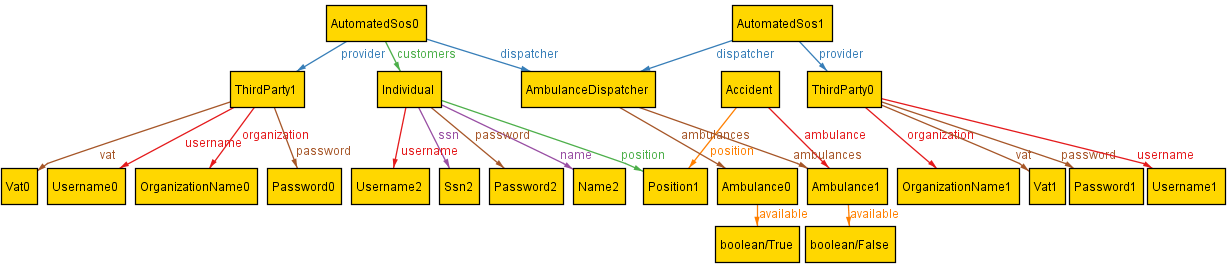 AutomatedSos0
AutomatedSos1
provider
customers
dispatcher
dispatcher
provider
ThirdParty1
Individual
AmbulanceDispatcher
Accident
ThirdParty0
vat
username
organization
password
username
ssn
password
name
position
ambulances
position
ambulances
ambulance
organization
vat
password
username
Vat0
Username0
OrganizationName0
Password0
Username2
Ssn2
Password2
Name2
Position1
Ambulance0
Ambulance1
OrganizationName1
Vat1
Password1
Username1
available
available
boolean/True
boolean/False